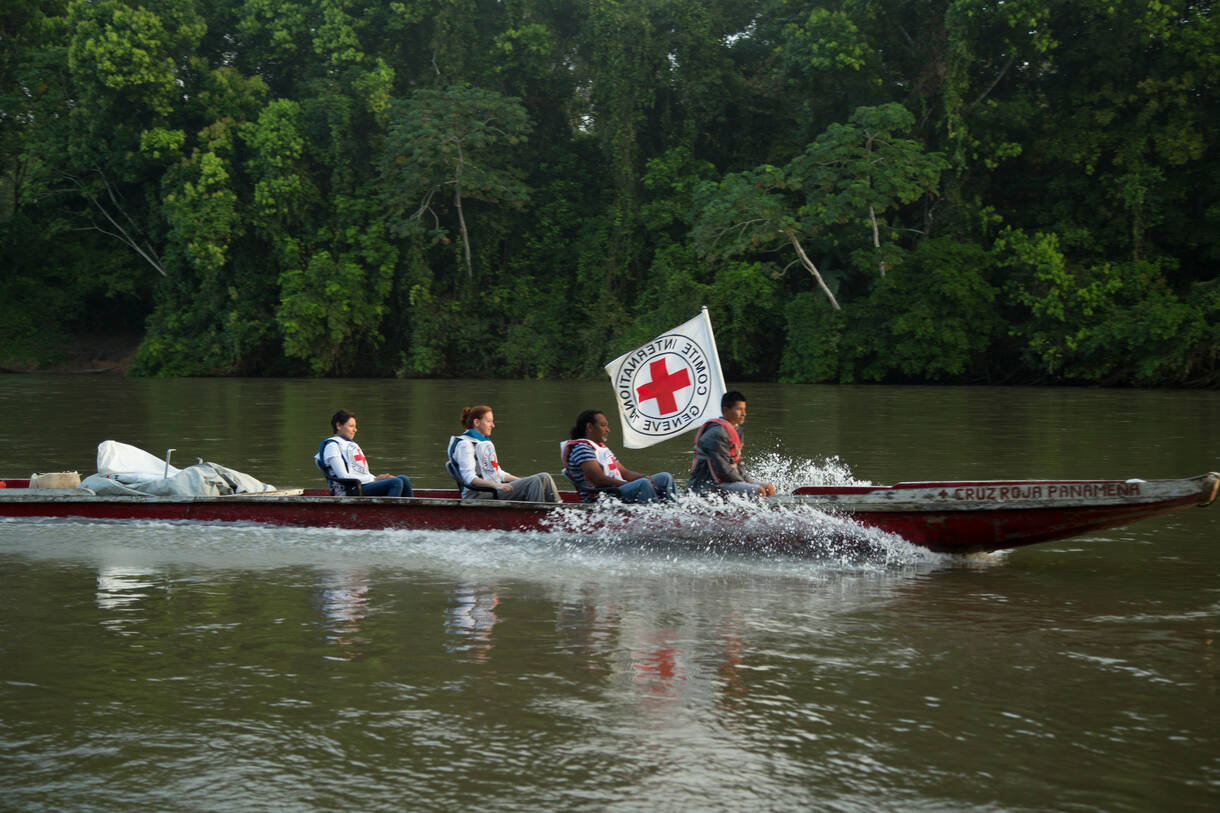 COMITE INTERNATIONAL GENEVE
CRUZ ROJA PANAMEÑA